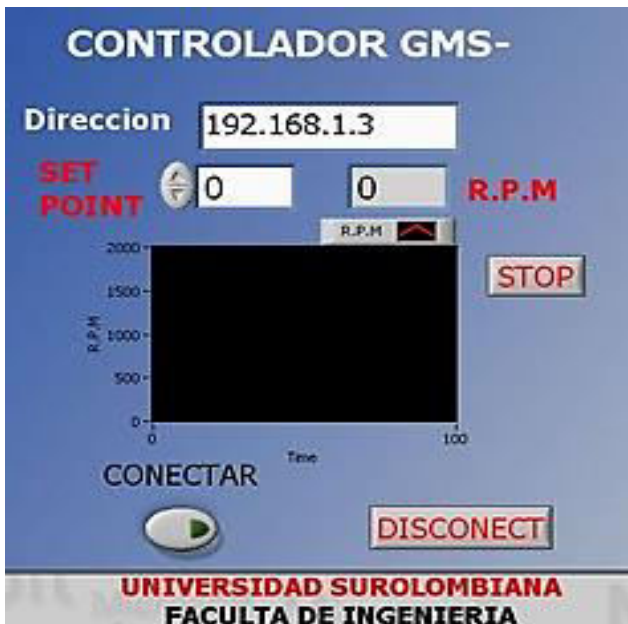 CONTROLADOR GMS-
Direccion 192.168.1.3
SET POINT 0 0 R.P.M
R.P.M
STOP
2000
1500
1000
500
0
R.P.M
0 100
Time
CONECTAR
DISCONECT
UNIVERSIDAD SUROLOMBIANA
FACULTA DE INGENIERIA